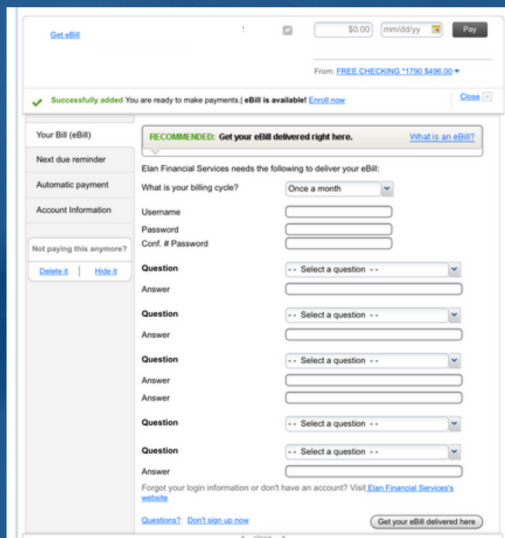 Get eBill
$0.00 mm/dd/yy Pay
From: FREE CHECKING *1790 $496.00
Successfully added You are ready to make payments.| eBill is available! Enroll now Close
Your Bill (eBill)
RECOMMENDED: Get your eBill delivered right here. What is an eBill?
Next due reminder
Elan Financial Services needs the following to deliver your eBill:
Automatic payment
What is your billing cycle? Once a month
Account Information
Username
Password
Conf. # Password
Not paying this anymore?
Delete it | Hide it
Question - - Select a question - -
Answer
Question - - Select a question - -
Answer
Question - - Select a question - -
Answer
Answer
Question - - Select a question - -
Question - - Select a question - -
Answer
Forgot your login information or don't have an account? Visit Elan Financial Services's
website
Questions? Don't sign up now Get your eBill delivered here